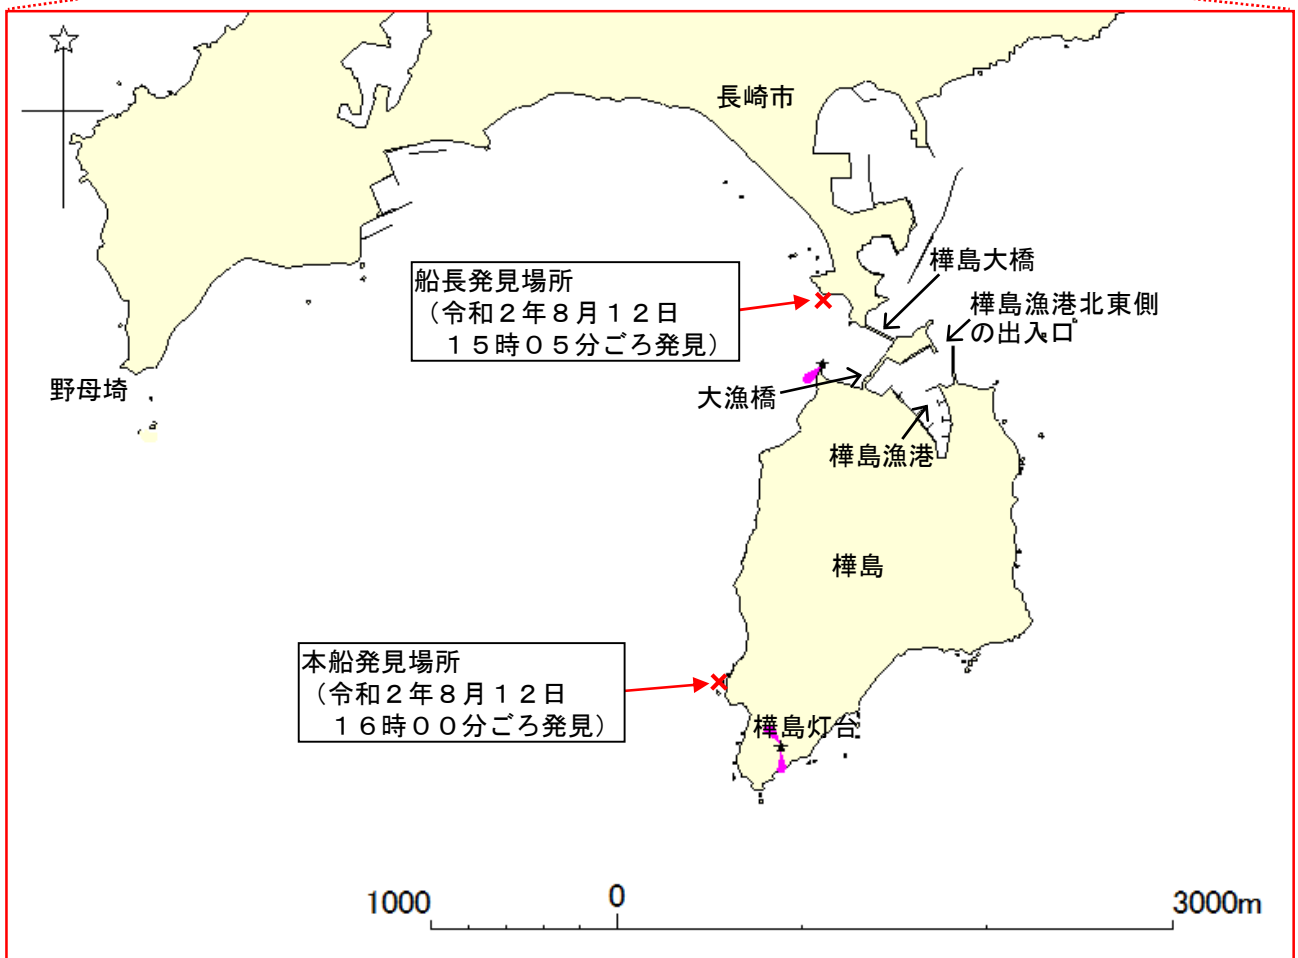 長崎市
樺島大橋
船長発見場所
（令和２年８月１２日
１５時０５分ごろ発見）
樺島漁港北東側
の出入口
野母埼
大漁橋
樺島漁港
樺島
本船発見場所
（令和２年８月１２日
１６時００分ごろ発見）
樺島灯台
1000
0
3000m